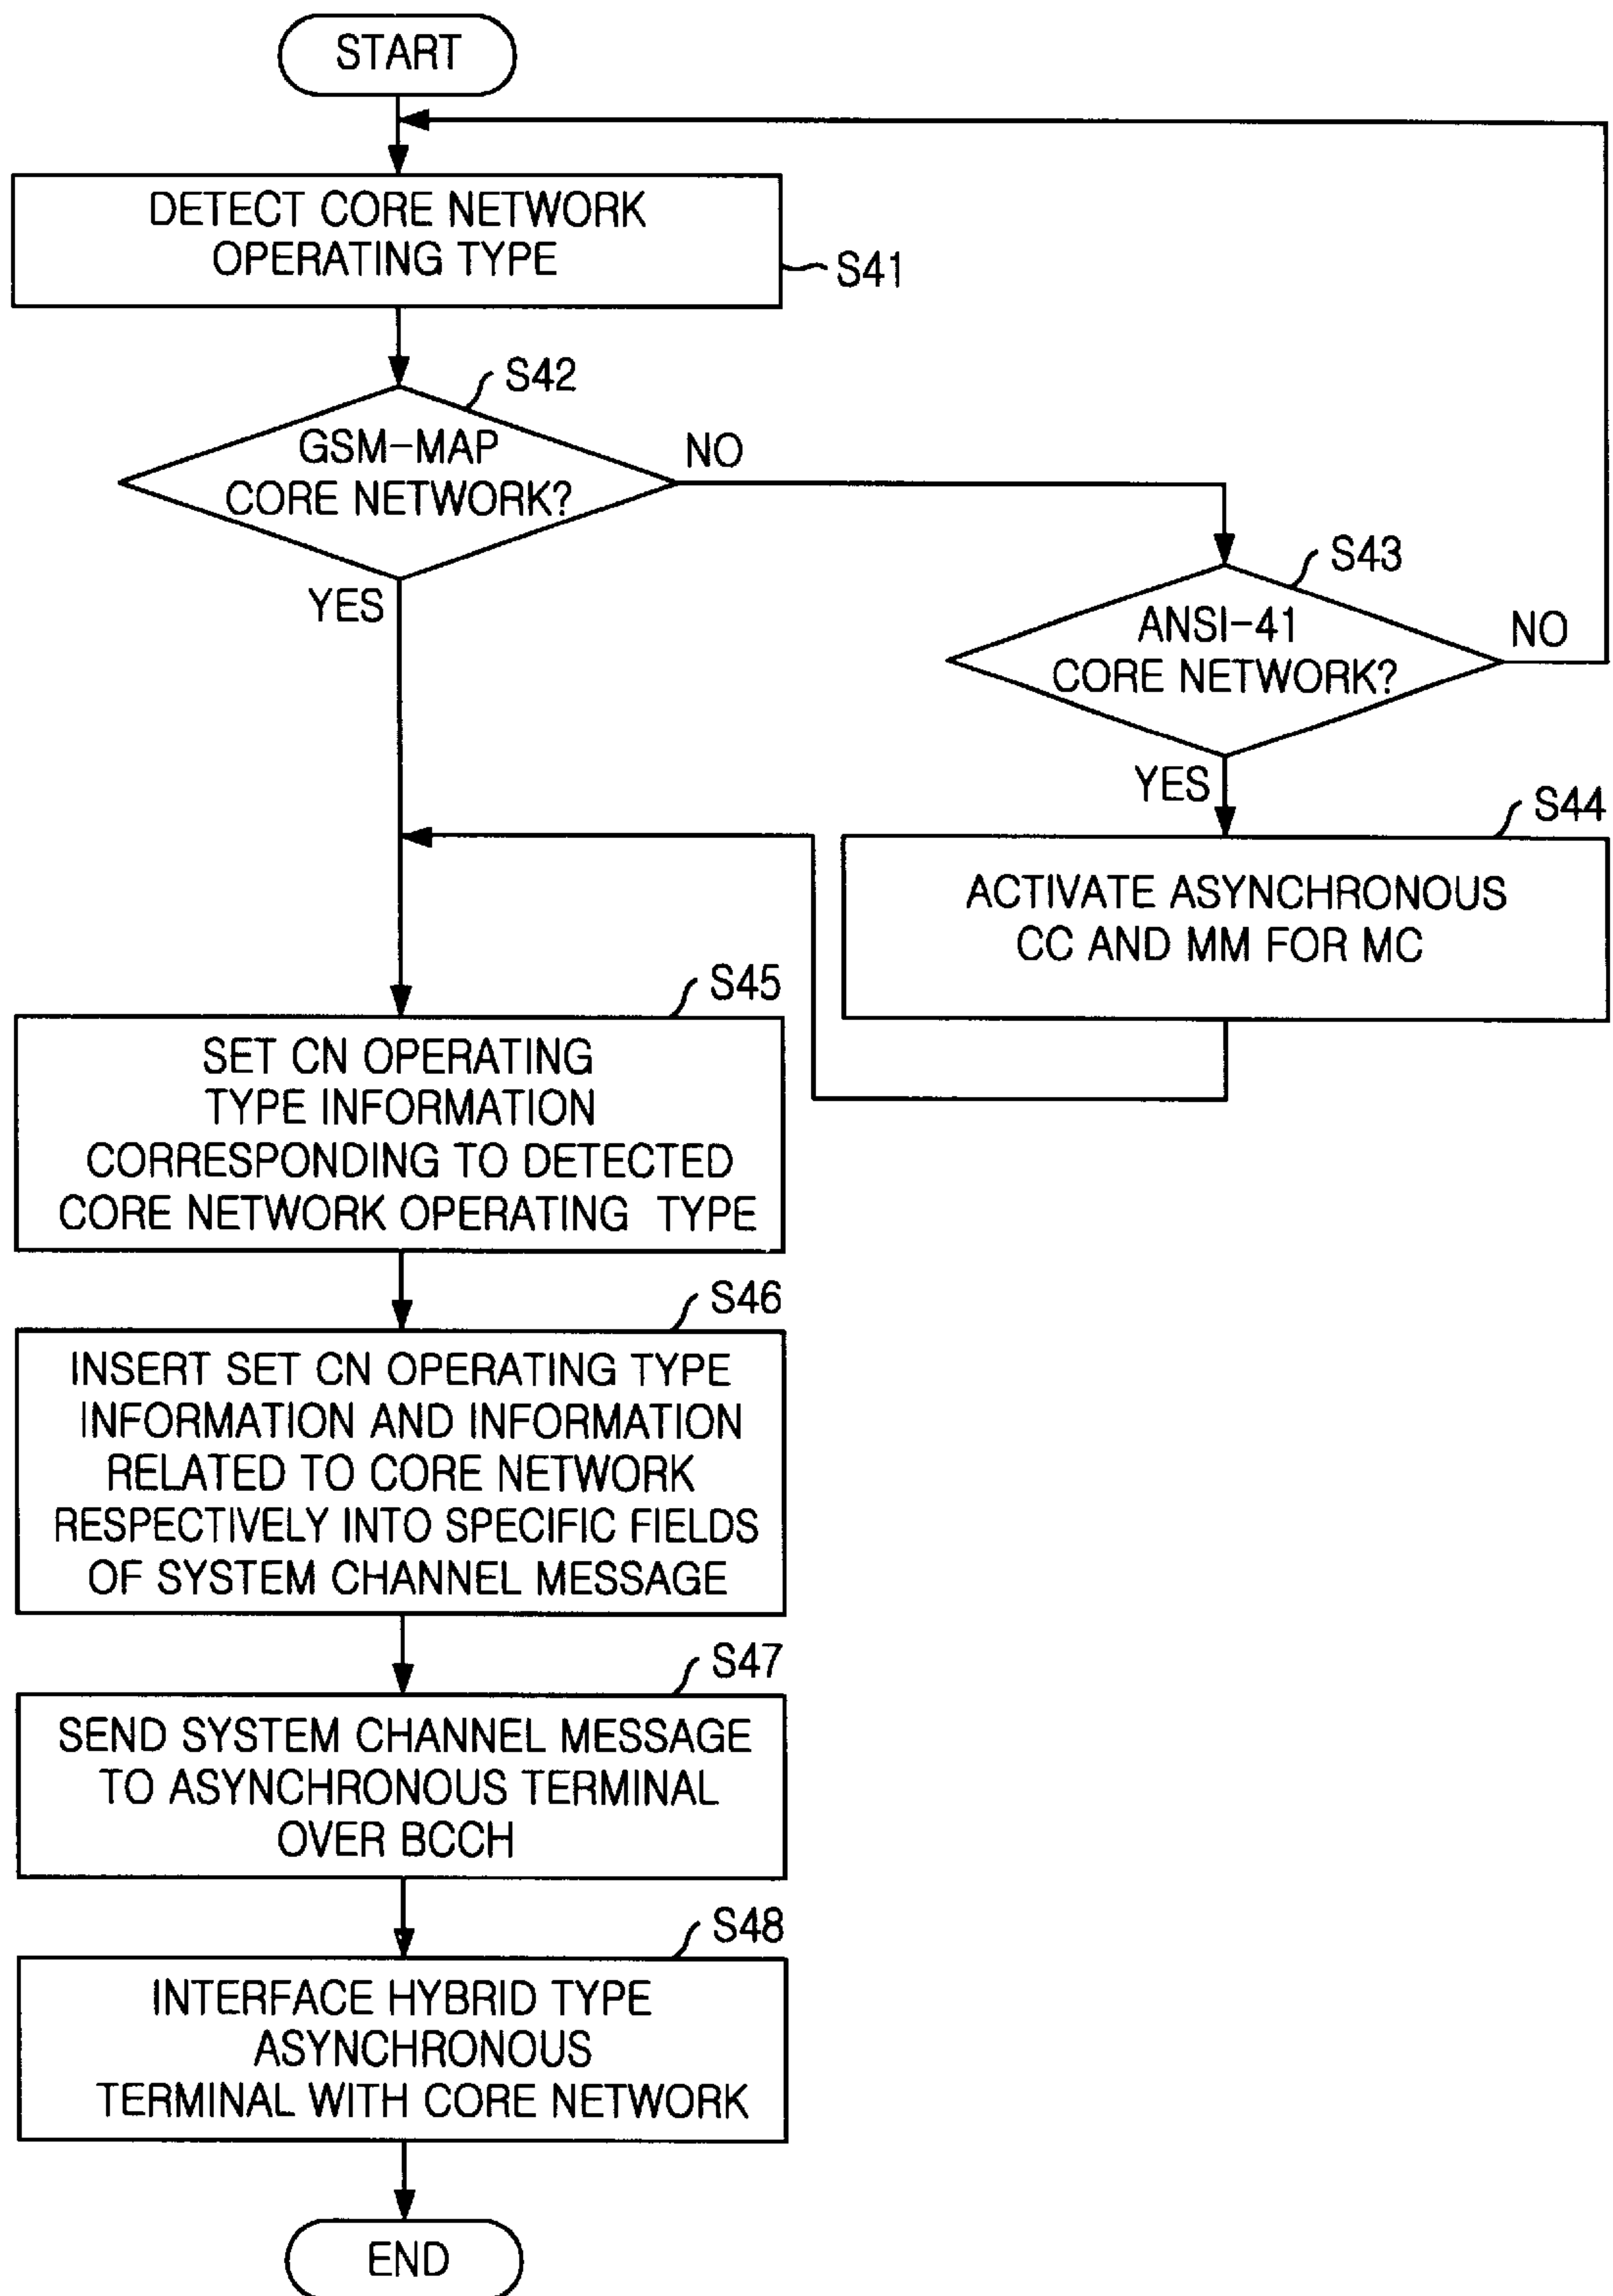 START
DETECT CORE NETWORK
OPERATING TYPE
S41
S42
GSM-MAP
CORE NETWORK?
NO
YES
S43
ANSI-41
CORE NETWORK?
NO
YES
S44
ACTIVATE ASYNCHRONOUS
CC AND MM FOR MC
S45
SET CN OPERATING
TYPE INFORMATION
CORRESPONDING TO DETECTED
CORE NETWORK OPERATING TYPE
S46
INSERT SET CN OPERATING TYPE
INFORMATION AND INFORMATION
RELATED TO CORE NETWORK
RESPECTIVELY INTO SPECIFIC FIELDS
OF SYSTEM CHANNEL MESSAGE
S47
SEND SYSTEM CHANNEL MESSAGE
TO ASYNCHRONOUS TERMINAL
OVER BCCH
S48
INTERFACE HYBRID TYPE
ASYNCHRONOUS
TERMINAL WITH CORE NETWORK
END